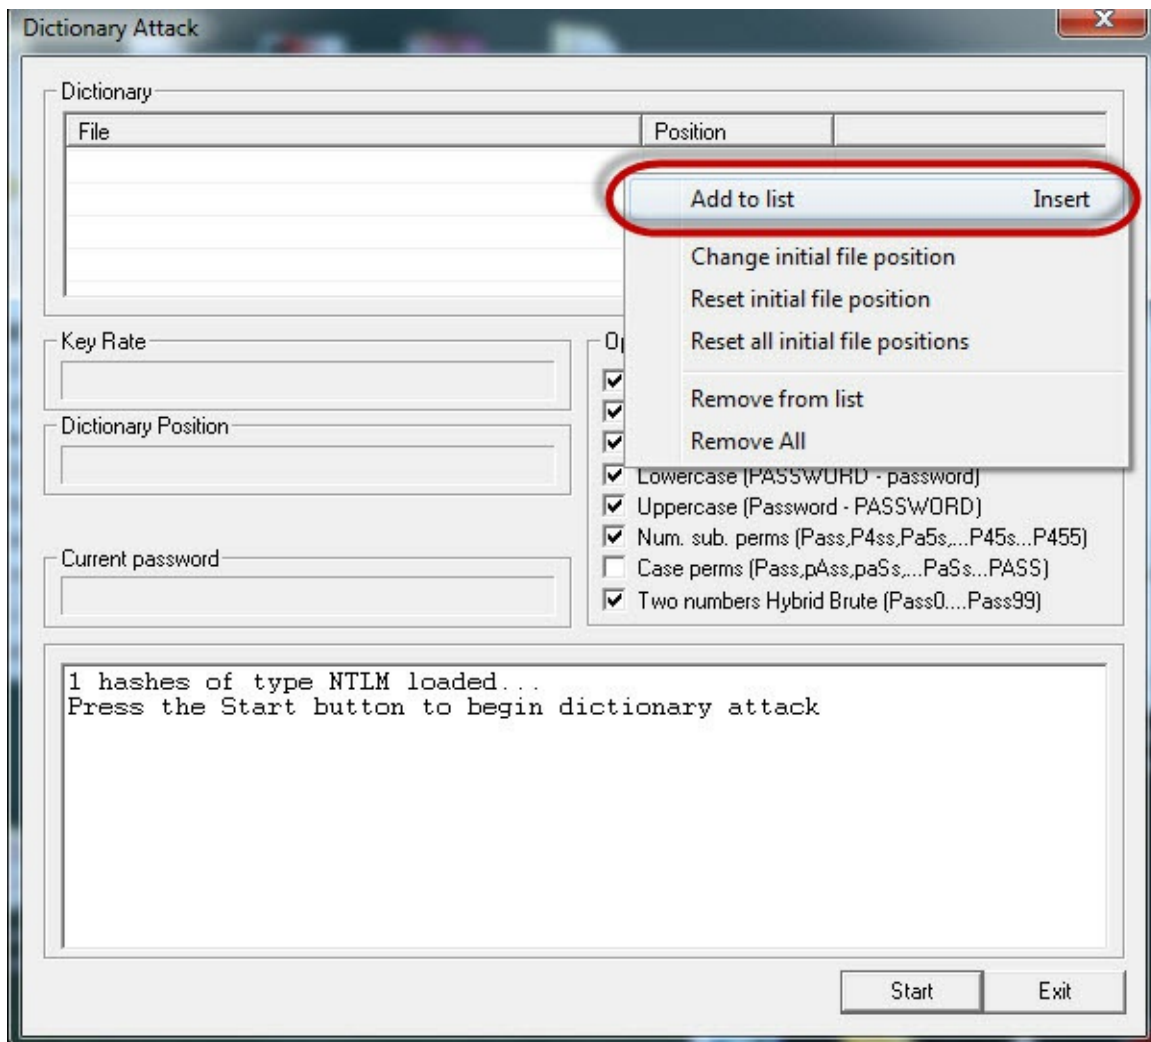 Dictionary Attack
Dictionary
File Position
Add to list Insert
Change initial file position
Reset initial file position
Reset all initial file positions
Remove from list
Remove All
Key Rate
Dictionary Position
Lowercase (PASSWORD - password)
Uppercase (Password - PASSWORD)
Num. sub. perms (Pass,P4ss,Pa5s,...P45s...P455)
Case perms (Pass,pAss,paSs,...PaSs...PASS)
Two numbers Hybrid Brute (Pass0....Pass99)
Current password
1 hashes of type NTLM loaded...
Press the Start button to begin dictionary attack
Start Exit